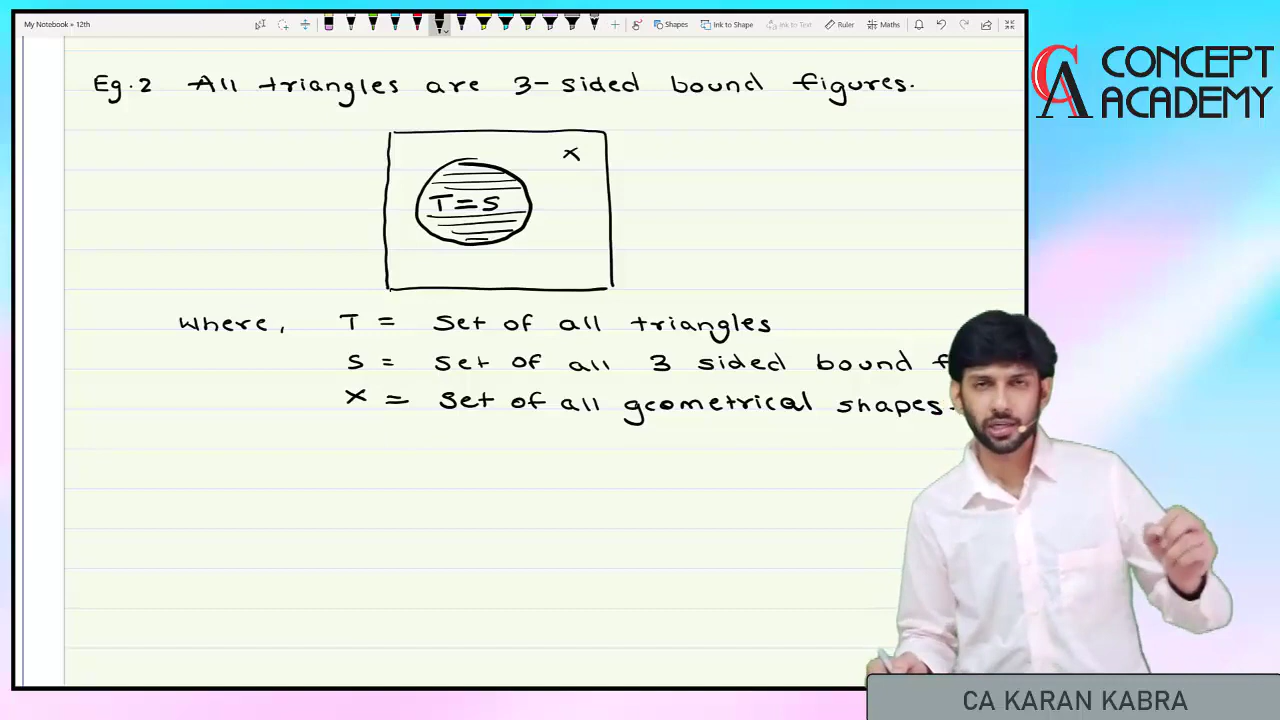 My Notebook > 12th
Shapes
Ink to Shape
Ink to Text
Ruler
Maths
CONCEPT
ACADEMY
CA
Eg.2 All triangles are 3-sided bound figures.
x
T=S
Where, T = Set of all triangles
S = Set of all 3 sided bound f
X = Set of all geometrical shapes.
CA KARAN KABRA